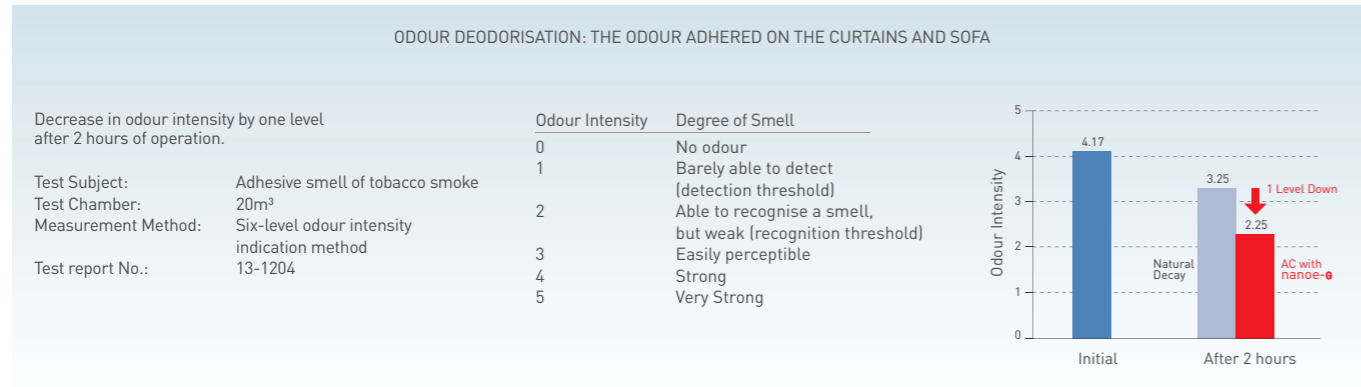 ODOUR DEODORISATION: THE ODOUR ADHERED ON THE CURTAINS AND SOFA
Decrease in odour intensity by one level
after 2 hours of operation.
Test Subject: Adhesive smell of tobacco smoke
Test Chamber: 20m³
Measurement Method: Six-level odour intensity
indication method
Test report No.: 13-1204
Odour Intensity Degree of Smell
0 No odour
1 Barely able to detect
(detection threshold)
2 Able to recognise a smell,
but weak (recognition threshold)
3 Easily perceptible
4 Strong
5 Very Strong
Odour Intensity
5
4
3
2
1
0
4.17
3.25
1 Level Down
2.25
Natural
Decay
AC with
nanoe-G
Initial
After 2 hours